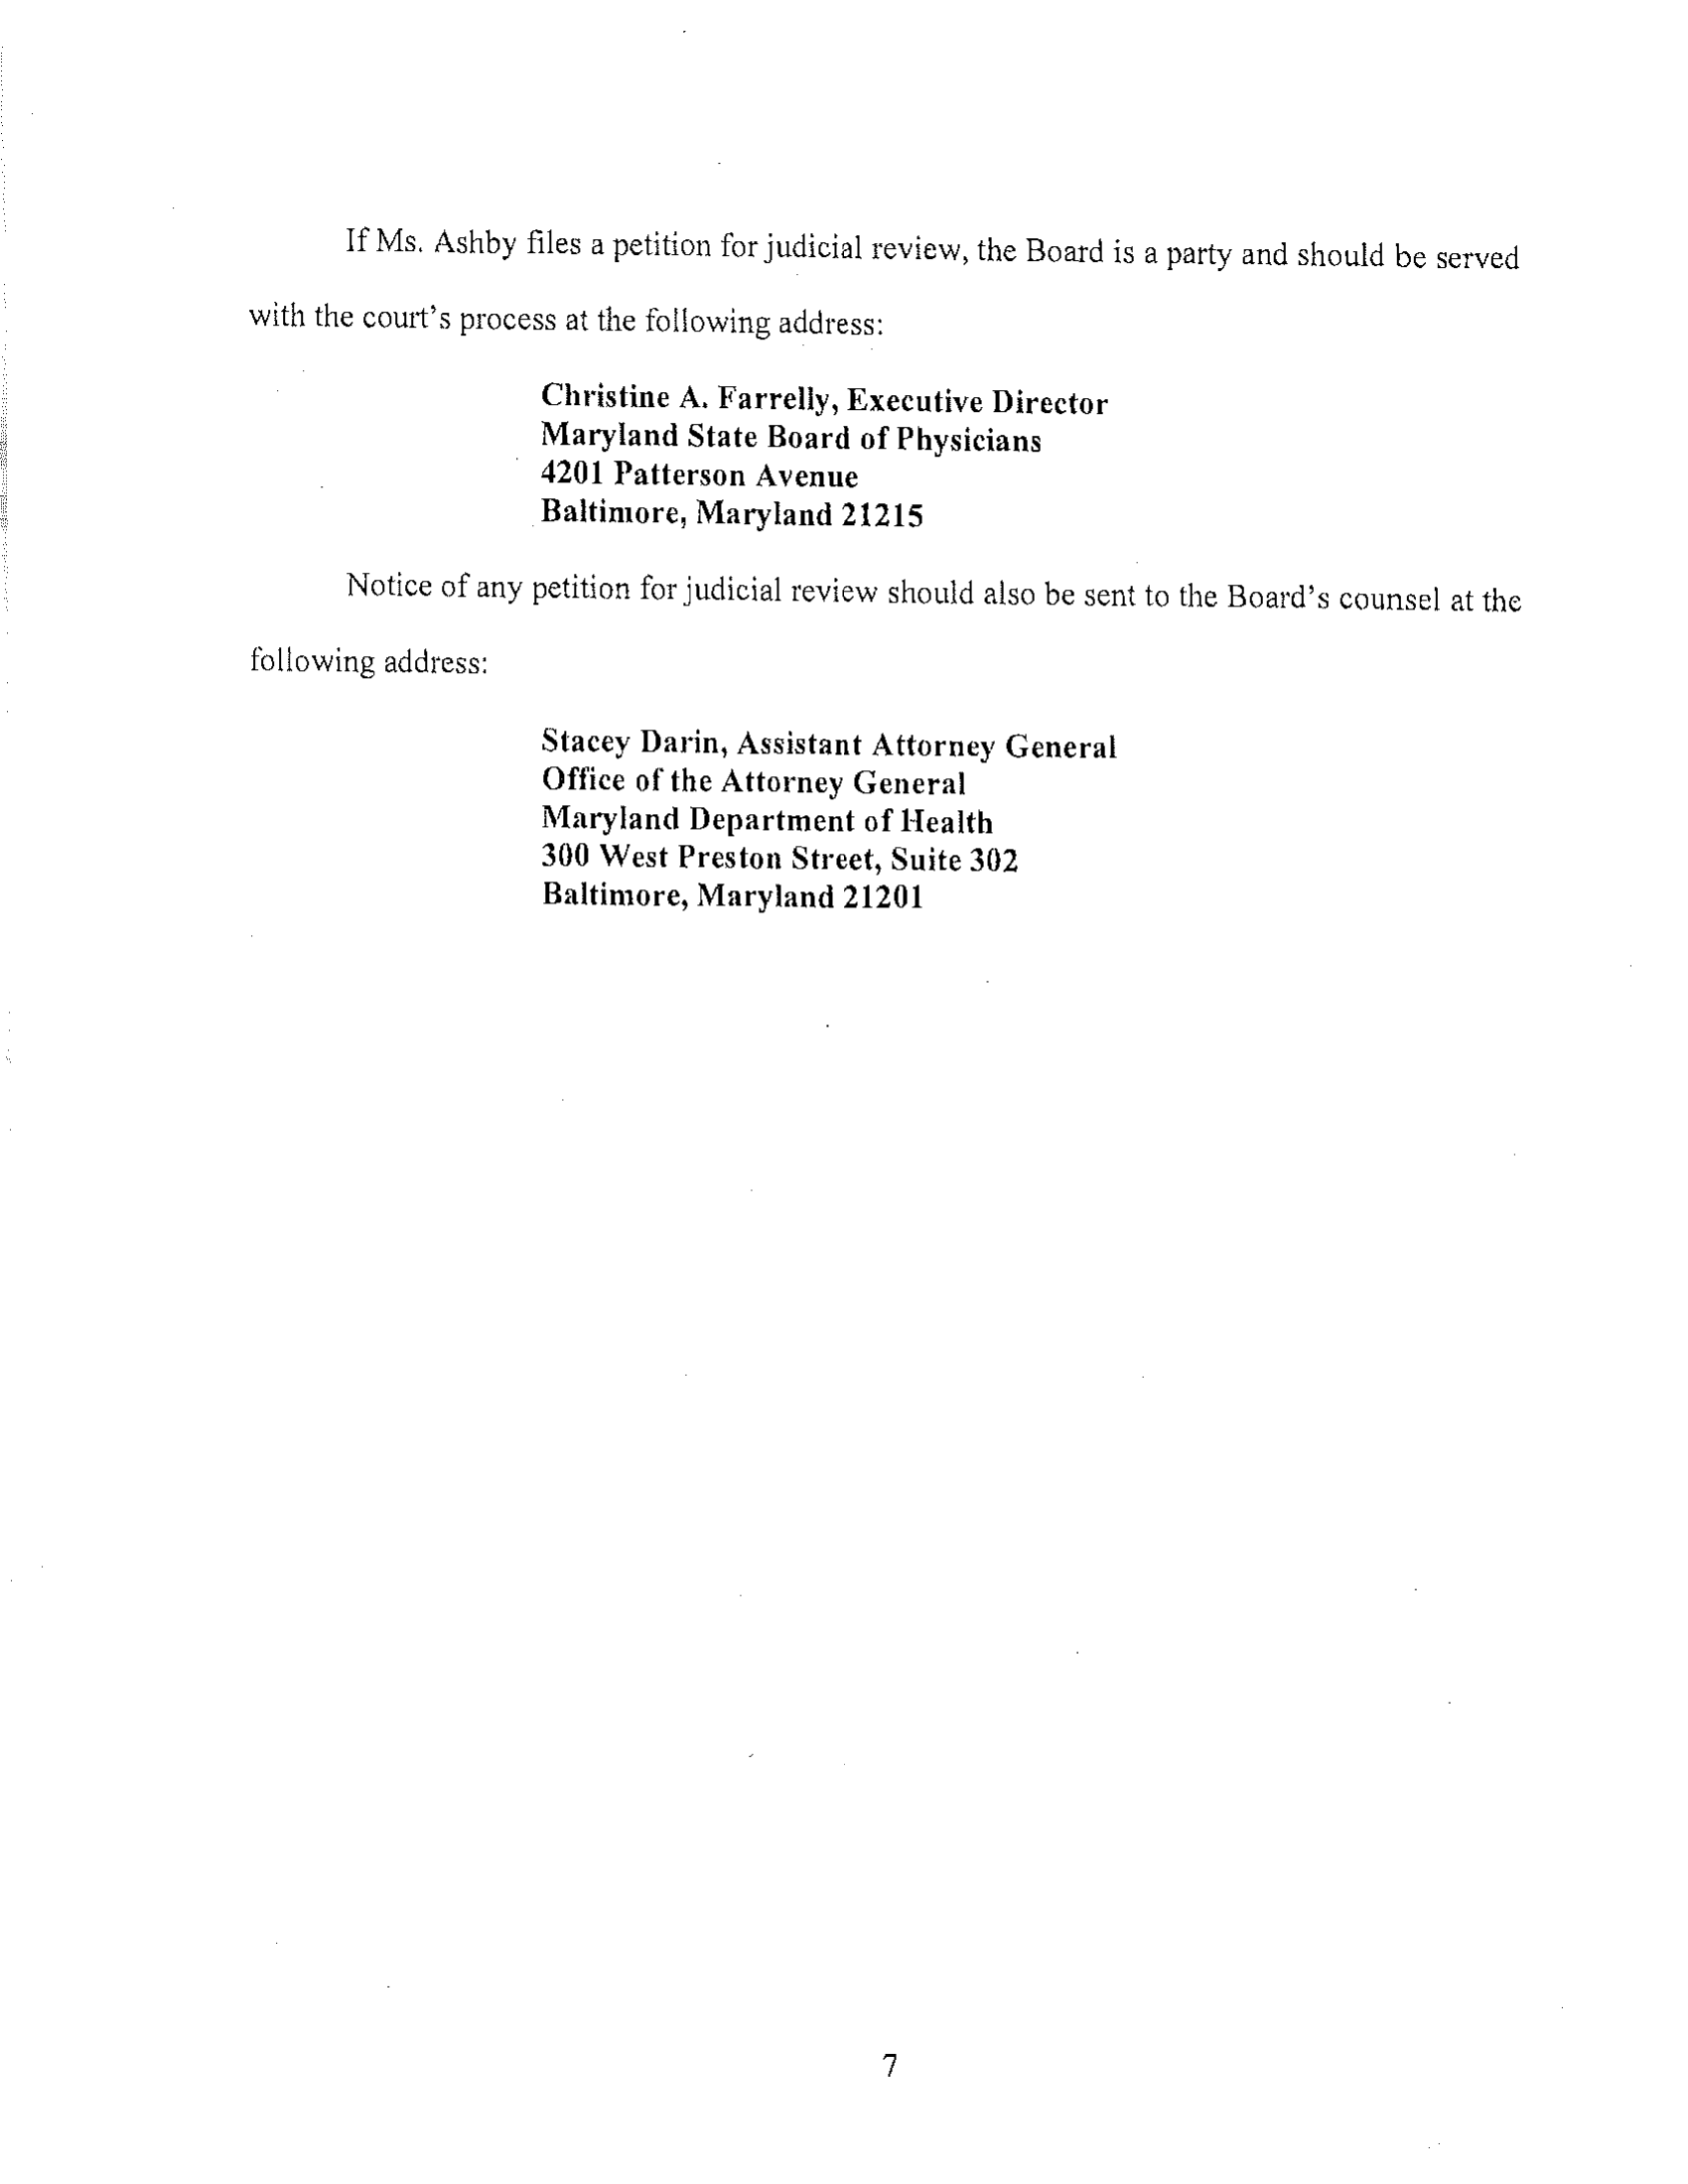 If Ms. Ashby files a petition for judicial review, the Board is a party and should be served
with the court's process at the following address:
Christine A. Farrelly, Executive Director
Maryland State Board of Physicians
4201 Patterson Avenue
Baltimore, Maryland 21215
Notice of any petition for judicial review should also be sent to the Board's counsel at the
following address:
Stacey Darin, Assistant Attorney General
Office of the Attorney General
Maryland Department of Health
300 West Preston Street, Suite 302
Baltimore, Maryland 21201
7